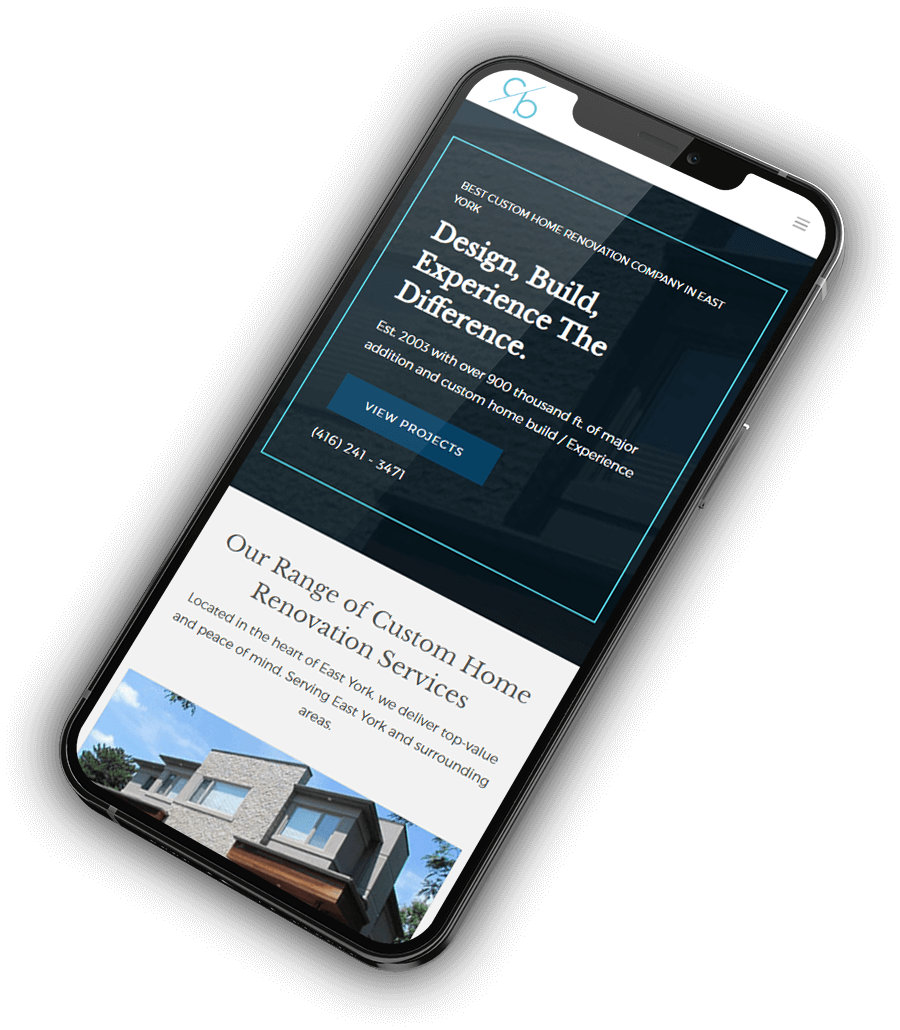 cb
BEST CUSTOM HOME RENOVATION COMPANY IN EAST
YORK
Design, Build,
Experience The
Difference.
Est. 2003 with over 900 thousand ft. of major
addition and custom home build / Experience
VIEW PROJECTS
(416) 241 - 3471
Our Range of Custom Home
Renovation Services
Located in the heart of East York, we deliver top-value
and peace of mind. Serving East York and surrounding
areas.